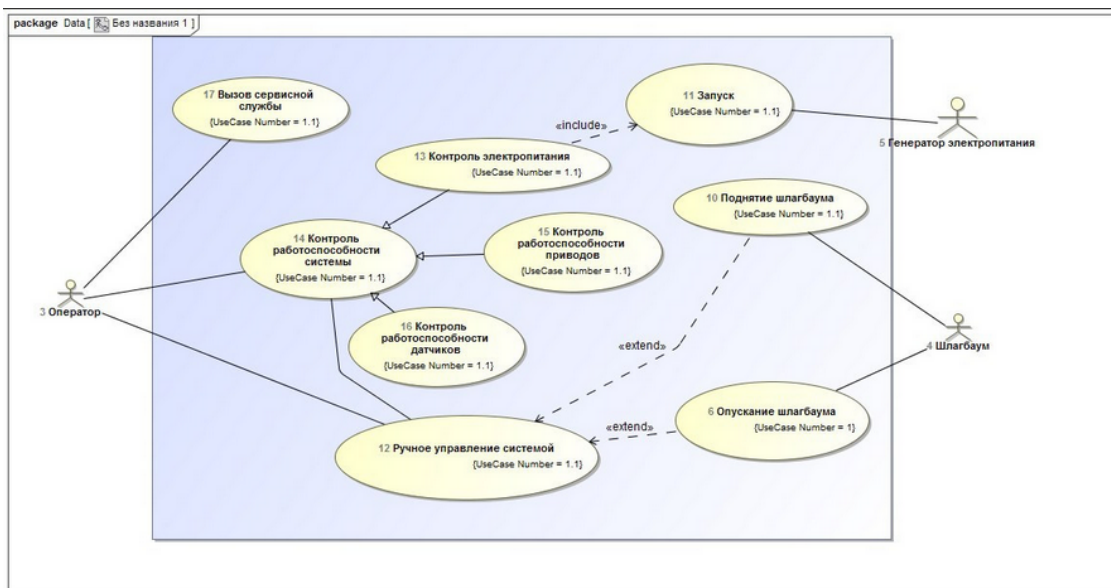 package Data [ Без названия 1 ]
17 Вызов сервисной
службы
{UseCase Number = 1.1}
11 Запуск
{UseCase Number = 1.1}
5 Генератор электропитания
«include»
13 Контроль электропитания
{UseCase Number = 1.1}
10 Поднятие шлагбаума
{UseCase Number = 1.1}
14 Контроль
работоспособности
системы
{UseCase Number = 1.1}
15 Контроль
работоспособности
приводов
{UseCase Number = 1.1}
3 Оператор
16 Контроль
работоспособности
датчиков
{UseCase Number = 1.1}
«extend»
4 Шлагбаум
6 Опускание шлагбаума
{UseCase Number = 1}
«extend»
12 Ручное управление системой
{UseCase Number = 1.1}